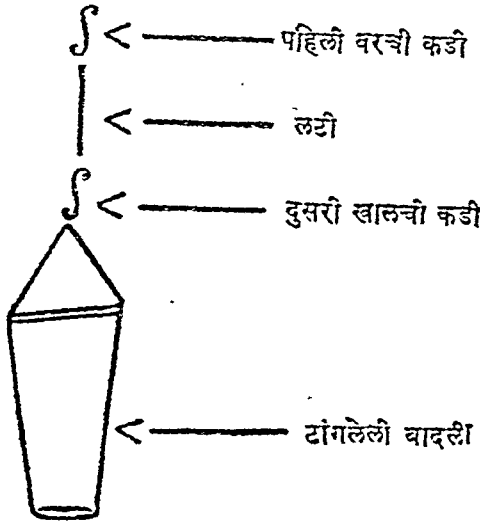 पहिली वरची कडी
लटी
दुसरी खालची कडी
टांगलेली बादली